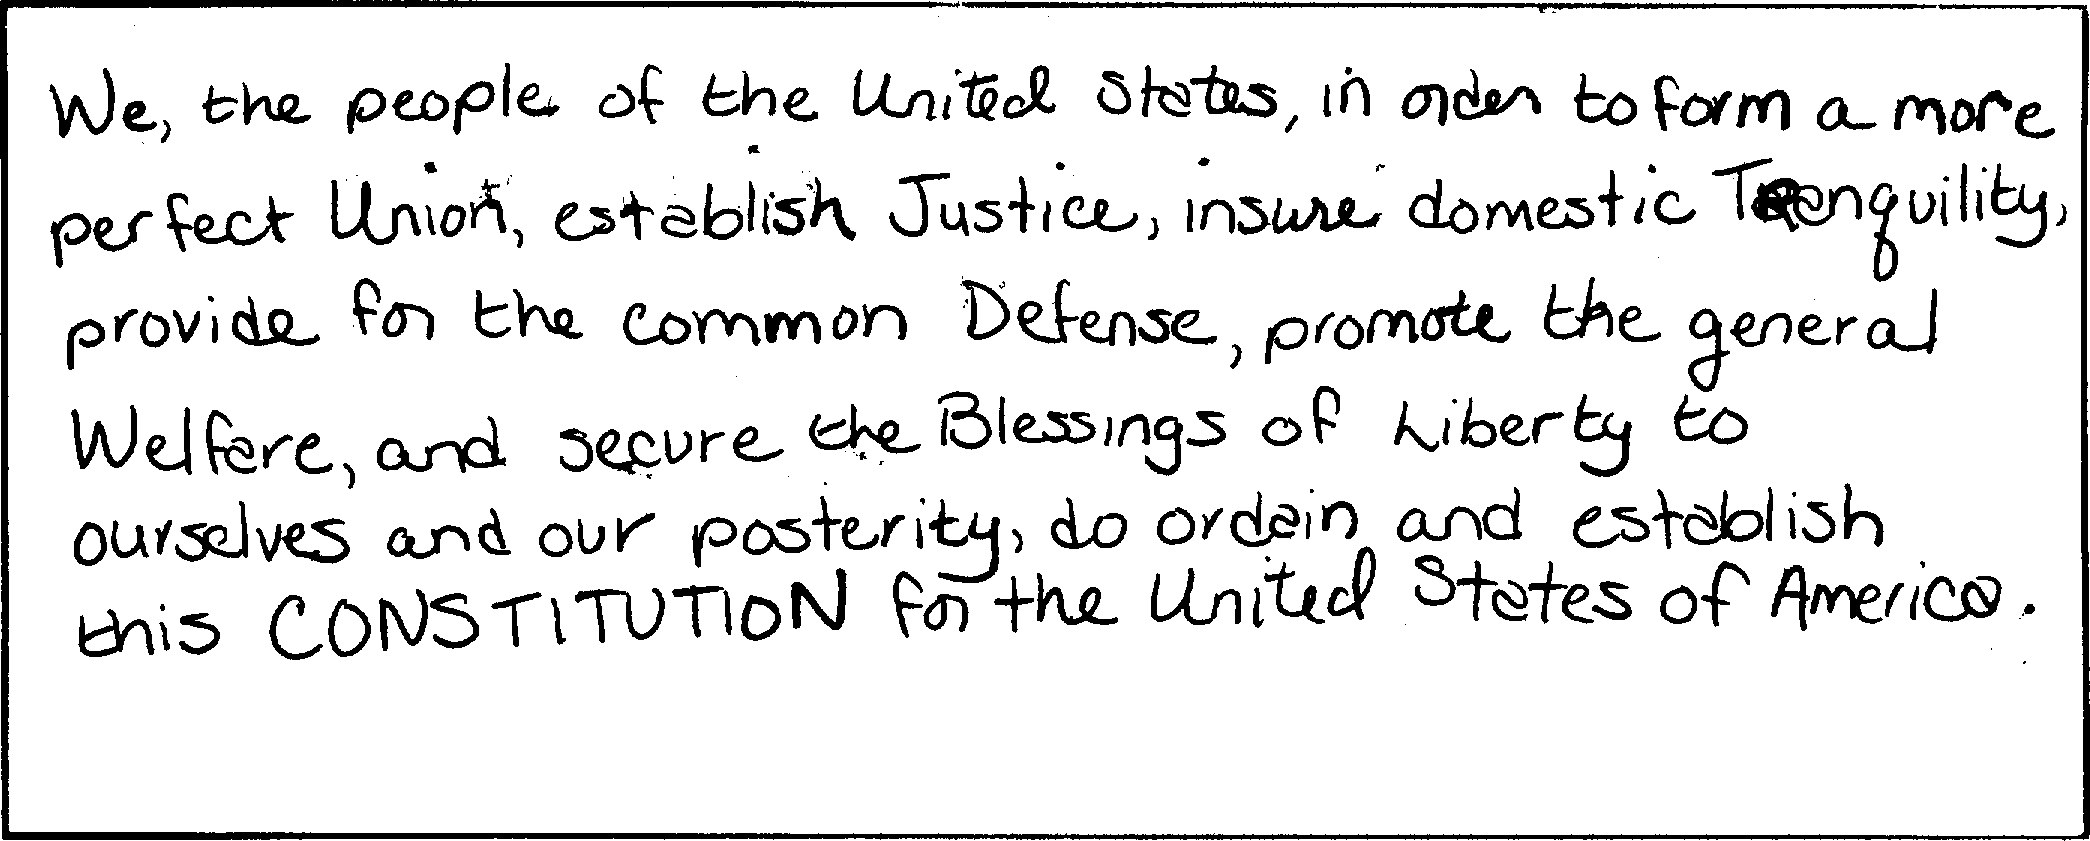 We, the people of the United States, in order to form a more
perfect Union, establish Justice, insure domestic Tranquility,
provide for the common Defense, promote the general
Welfare, and secure the Blessings of Liberty to
ourselves and our posterity, do ordain and establish
this CONSTITUTION for the United States of America.